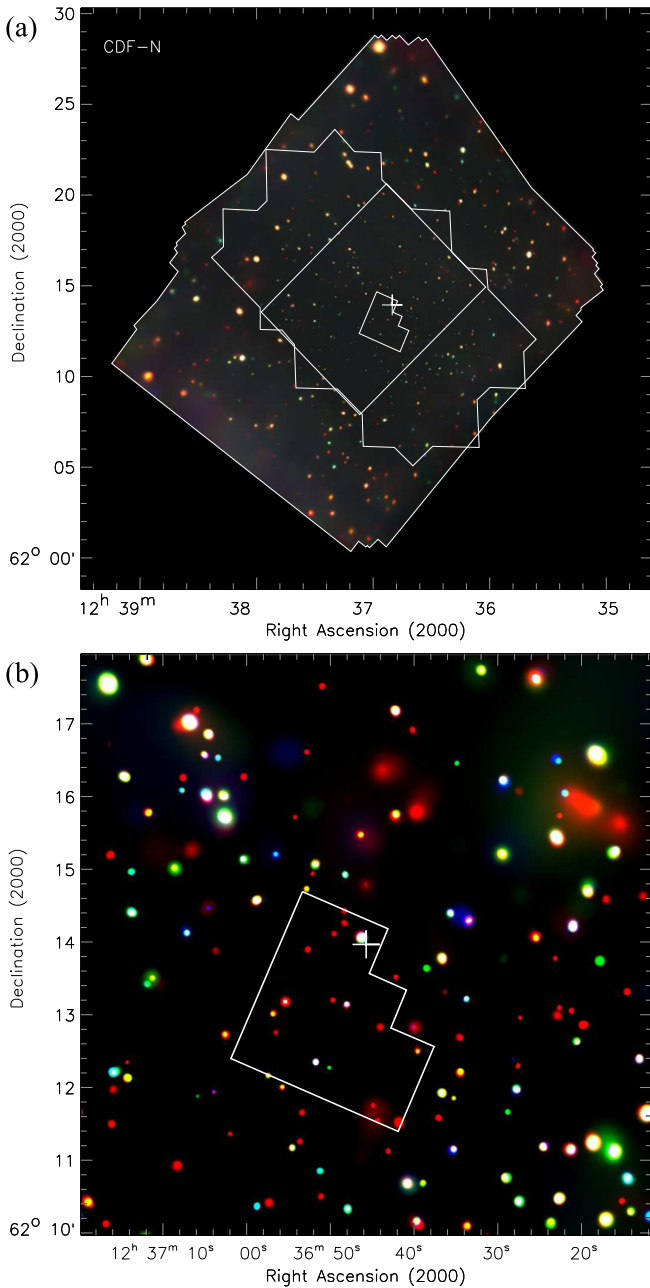 (a)
CDF-N
30
25
20
15
10
05
62° 00'
Declination (2000)
12ʰ 39ᵐ 38 37 36 35
Right Ascension (2000)
(b)
17
16
15
14
13
12
11
62° 10'
Declination (2000)
12ʰ 37ᵐ 10ˢ 00ˢ 36ᵐ 50ˢ 40ˢ 30ˢ 20ˢ
Right Ascension (2000)